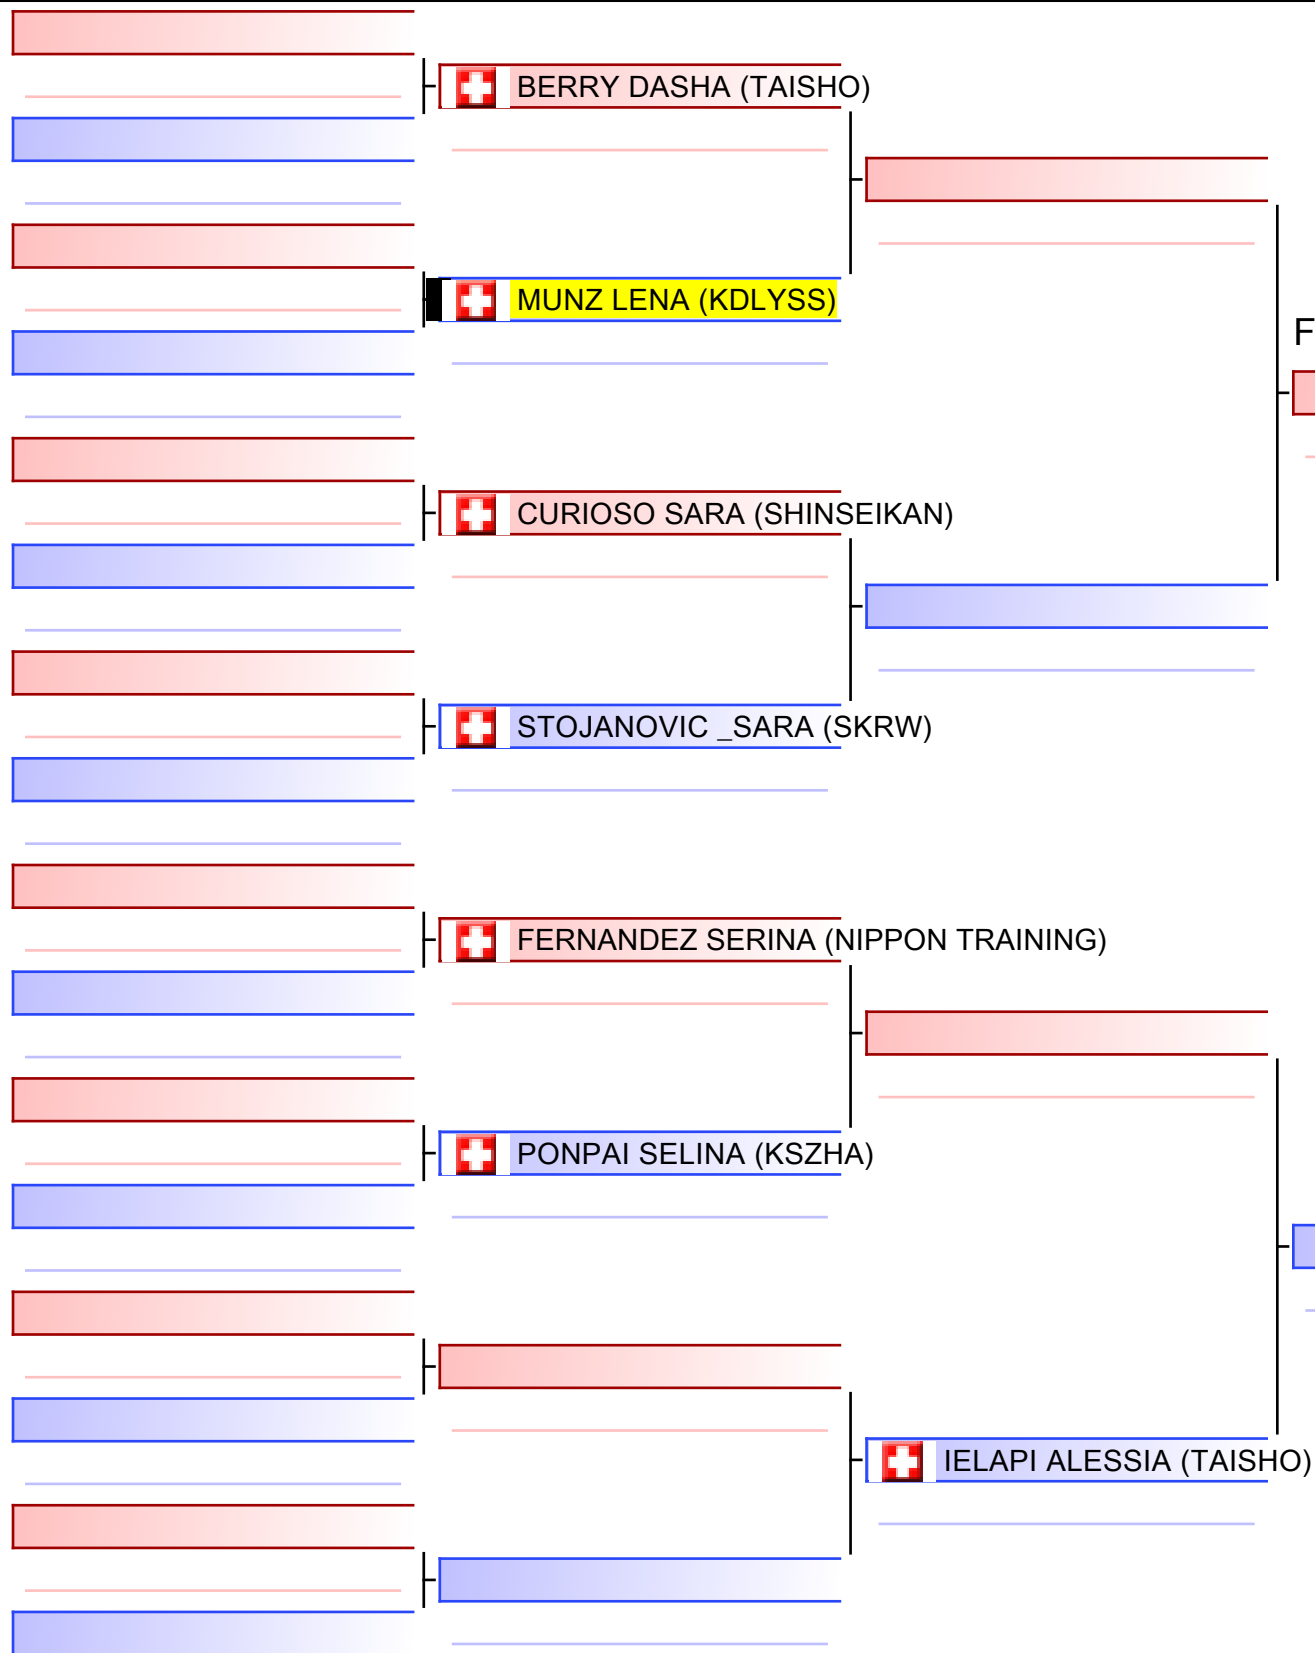 BERRY DASHA (TAISHO)
MUNZ LENA (KDLYSS)
F
CURIOSO SARA (SHINSEIKAN)
STOJANOVIC _SARA (SKRW)
FERNANDEZ SERINA (NIPPON TRAINING)
PONPAI SELINA (KSZHA)
IELAPI ALESSIA (TAISHO)